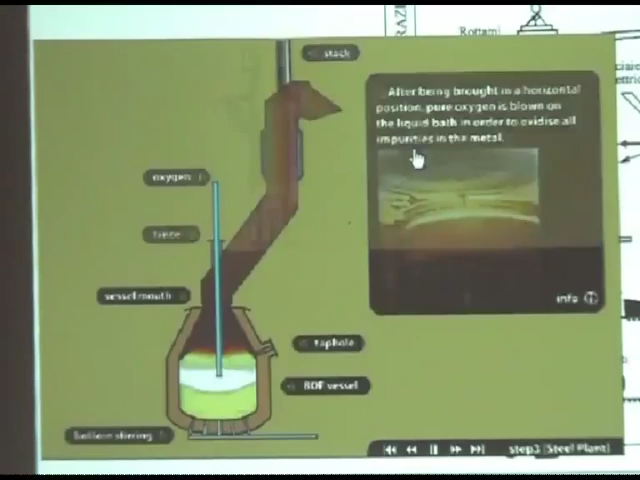 RAZI
Rottami
stack
After being brought in a horizontal
position, pure oxygen is blown on
the liquid bath in order to oxidise all
impurities in the metal.
oxygen
vessel mouth
taphole
BOF vessel
info
bottom stirring
step3 (Steel Plant)